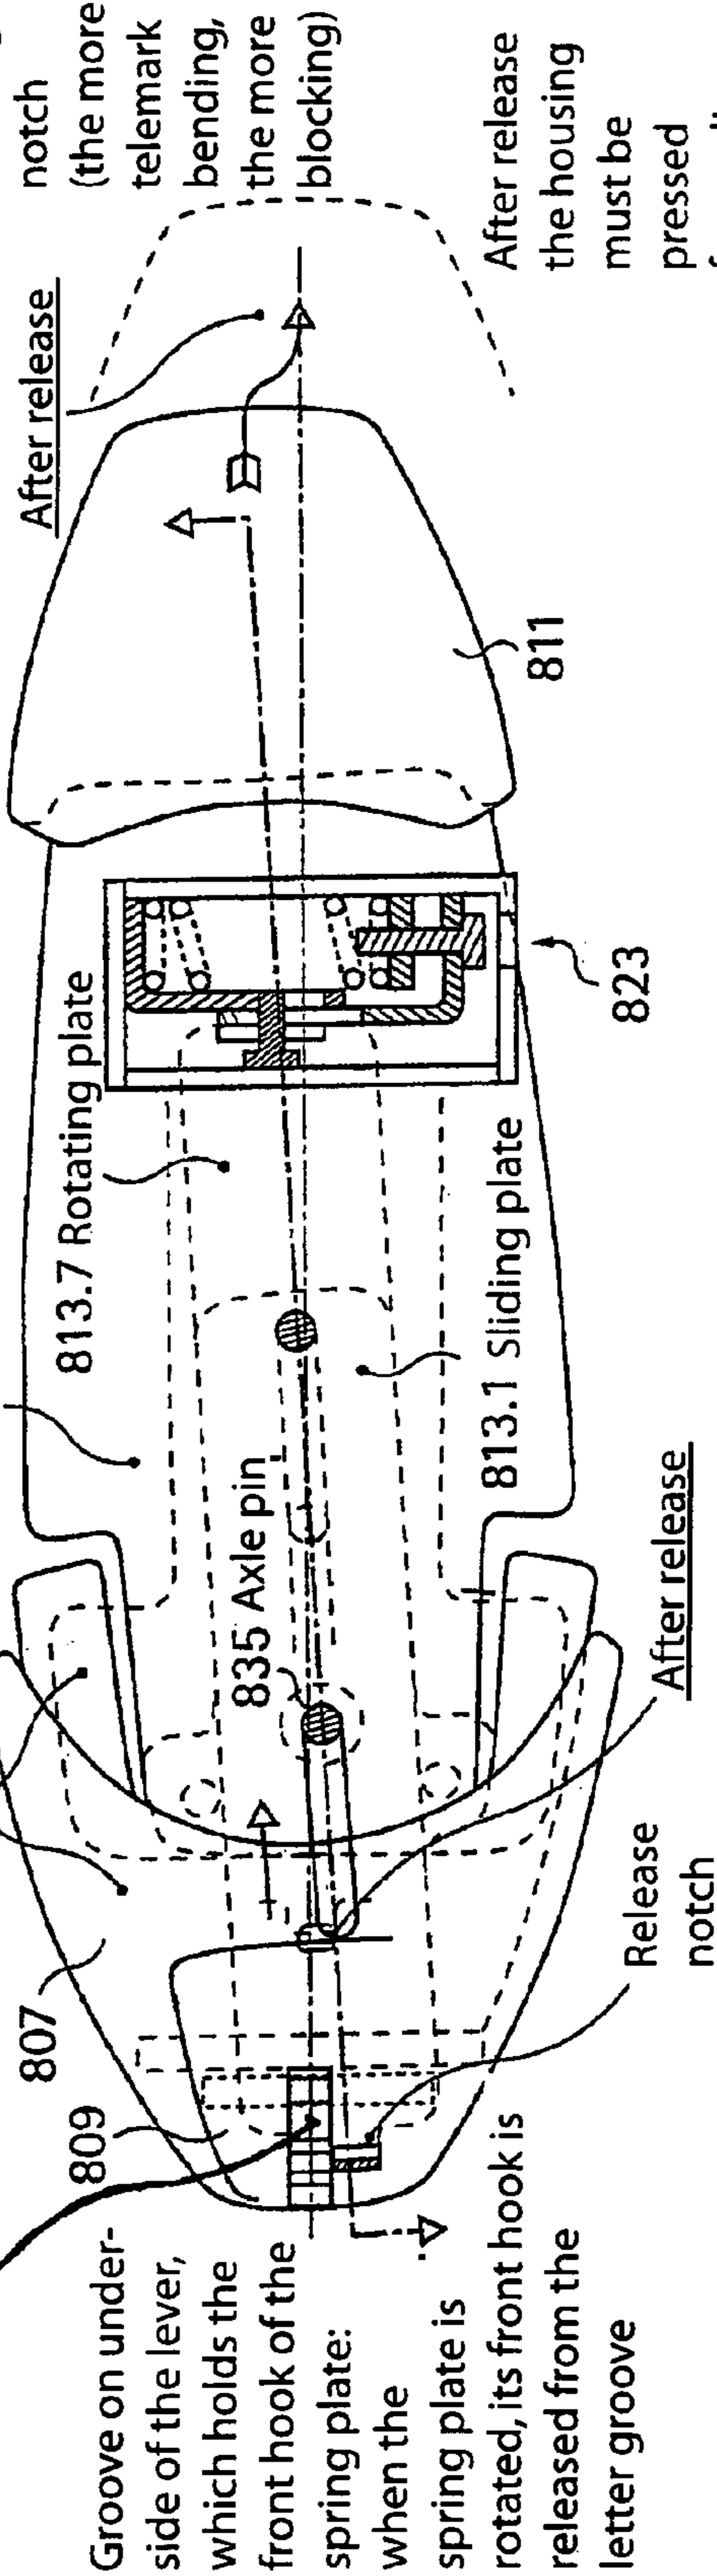 Groove on under-
side of the lever,
which holds the
front hook of the
spring plate:
when the
spring plate is
rotated, its front hook is
released from the
letter groove
809
807
Release
notch
After release
835 Axle pin
813.1 Sliding plate
813.7 Rotating plate
823
811
After release
notch
(the more
telemark
bending,
the more
blocking)
After release
the housing
must be
pressed